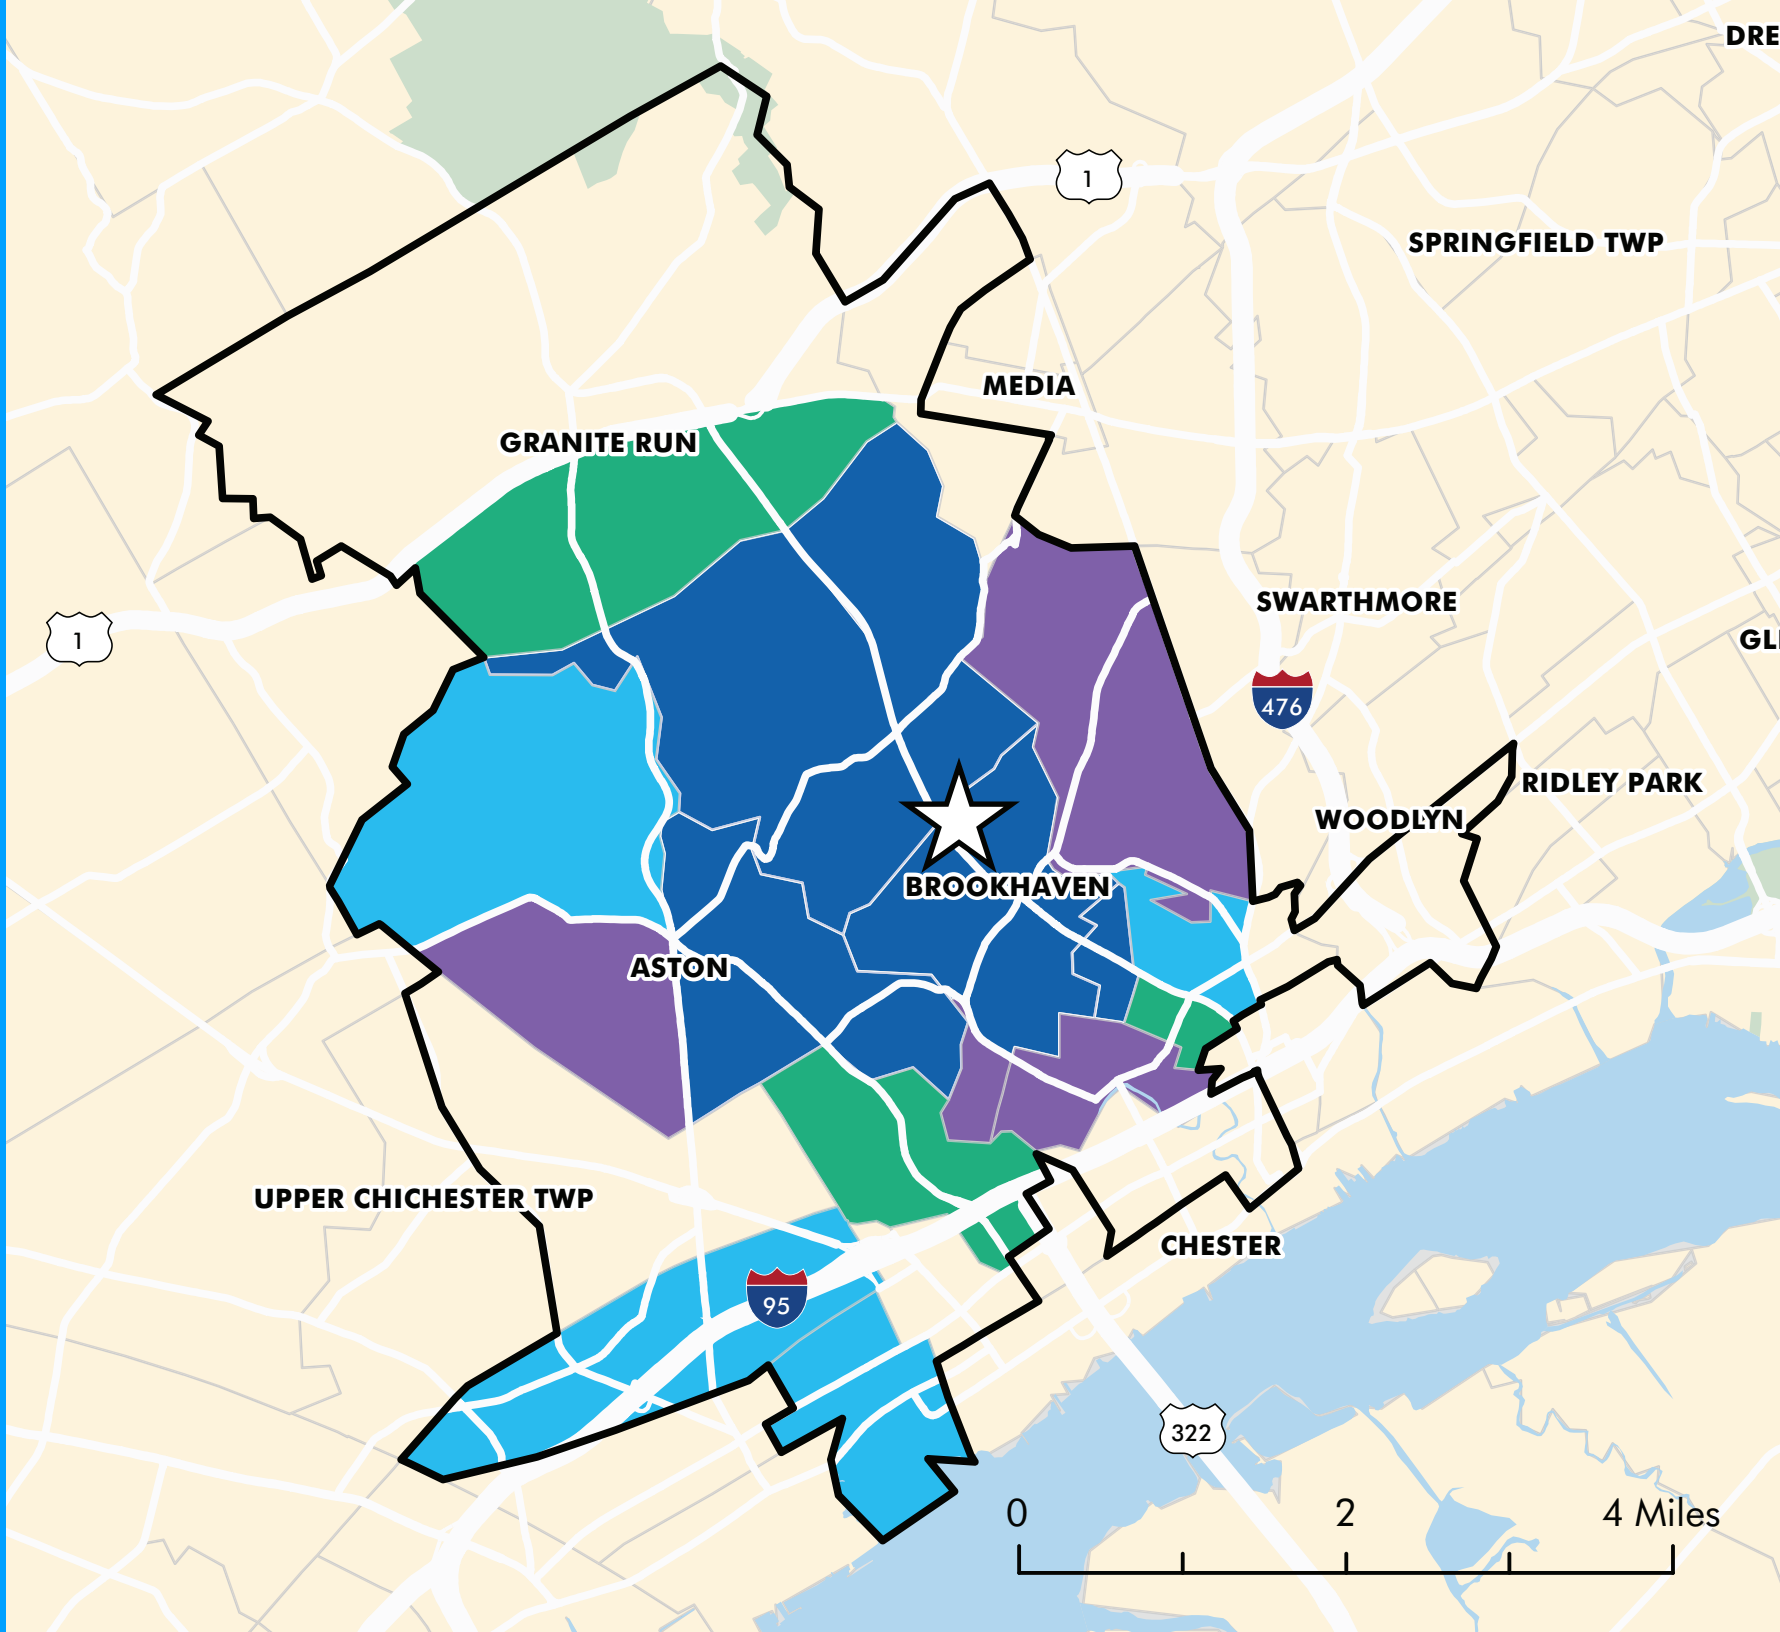 DRE
1
SPRINGFIELD TWP
MEDIA
GRANITE RUN
SWARTHMORE
1
GL
476
RIDLEY PARK
WOODLYN
BROOKHAVEN
ASTON
UPPER CHICHESTER TWP
CHESTER
95
322
0 2 4 Miles